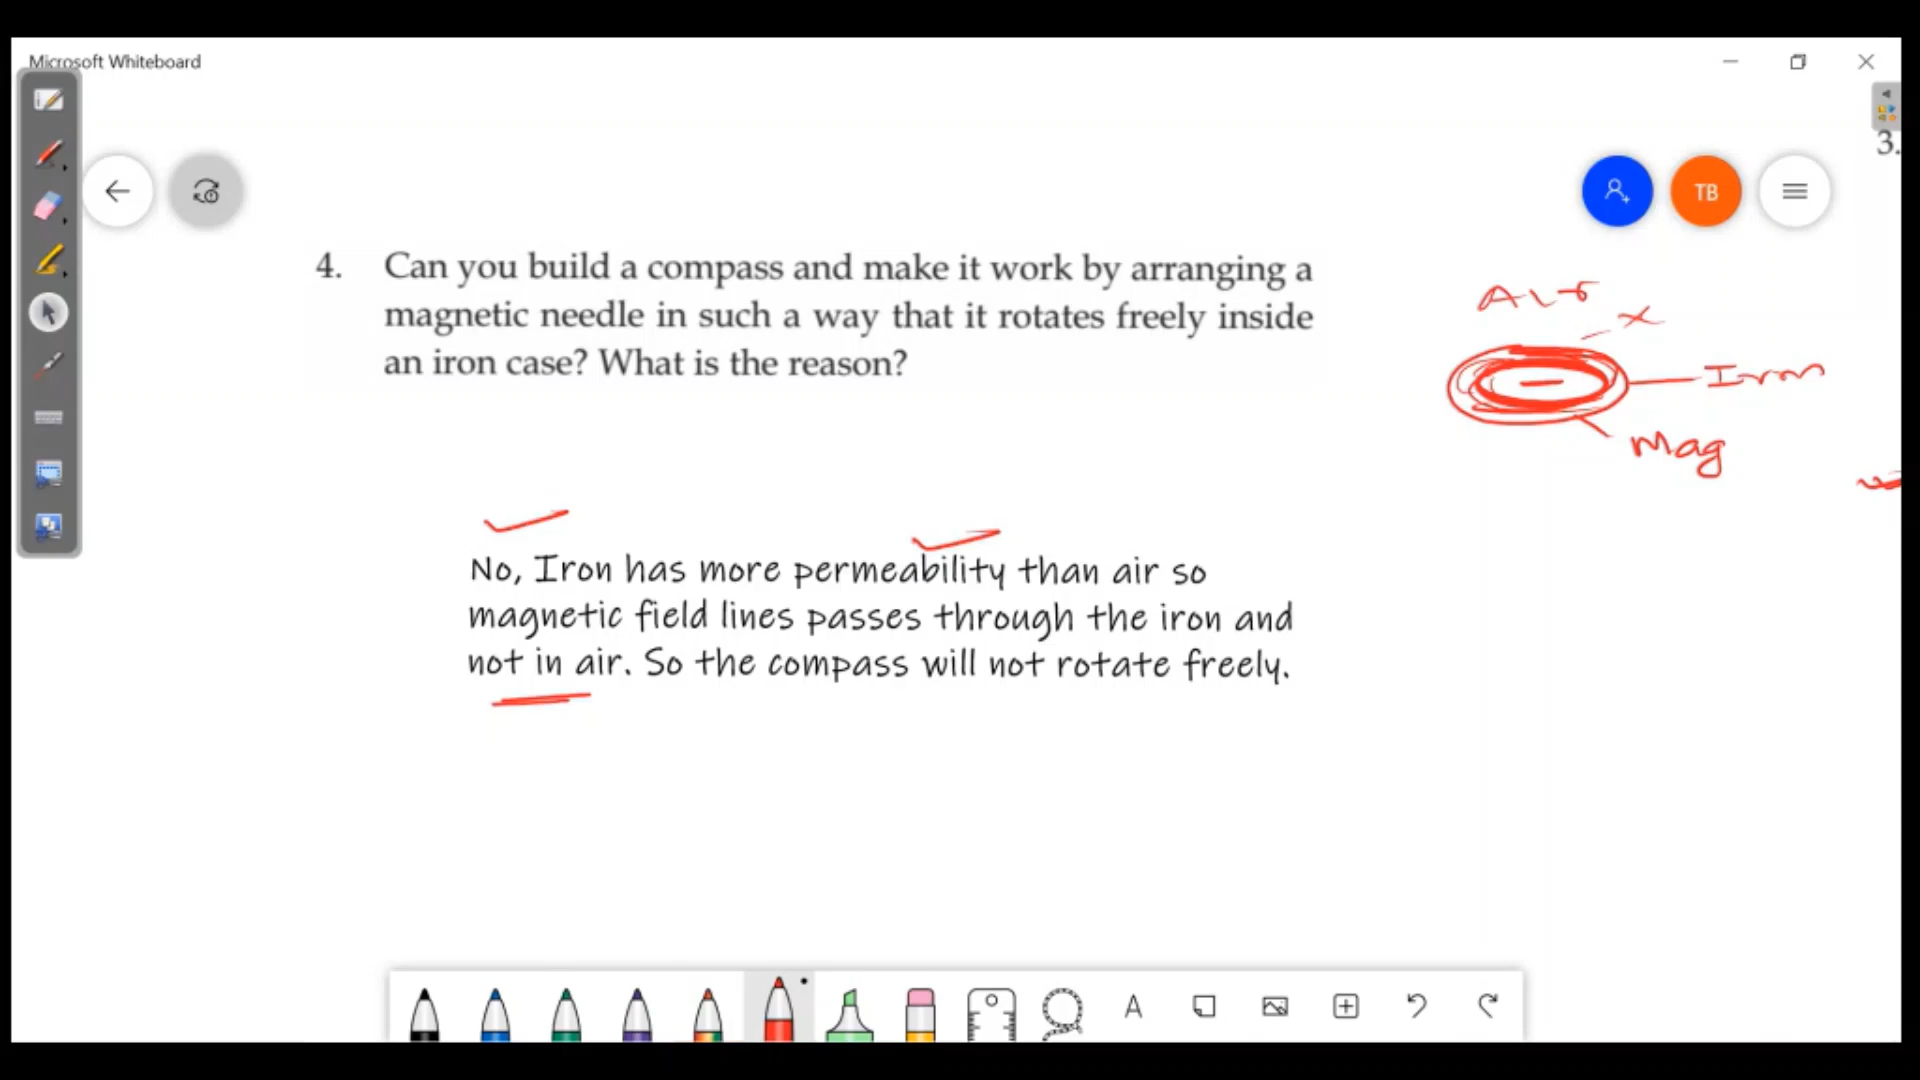 Microsoft Whiteboard
3.
TB
4. Can you build a compass and make it work by arranging a
magnetic needle in such a way that it rotates freely inside
an iron case? What is the reason?
Air
x
Iron
Mag
No, Iron has more permeability than air so
magnetic field lines passes through the iron and
not in air. So the compass will not rotate freely.
A